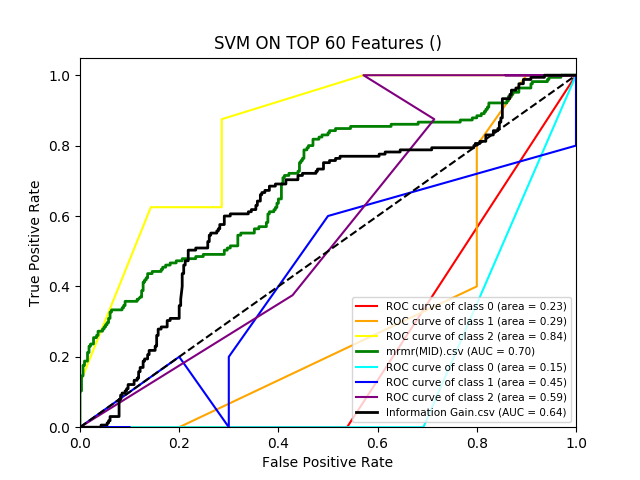 SVM ON TOP 60 Features ()
True Positive Rate
1.0
0.8
0.6
0.4
0.2
0.0
0.0 0.2 0.4 0.6 0.8 1.0
False Positive Rate
ROC curve of class 0 (area = 0.23)
ROC curve of class 1 (area = 0.29)
ROC curve of class 2 (area = 0.84)
mrmr(MID).csv (AUC = 0.70)
ROC curve of class 0 (area = 0.15)
ROC curve of class 1 (area = 0.45)
ROC curve of class 2 (area = 0.59)
Information Gain.csv (AUC = 0.64)